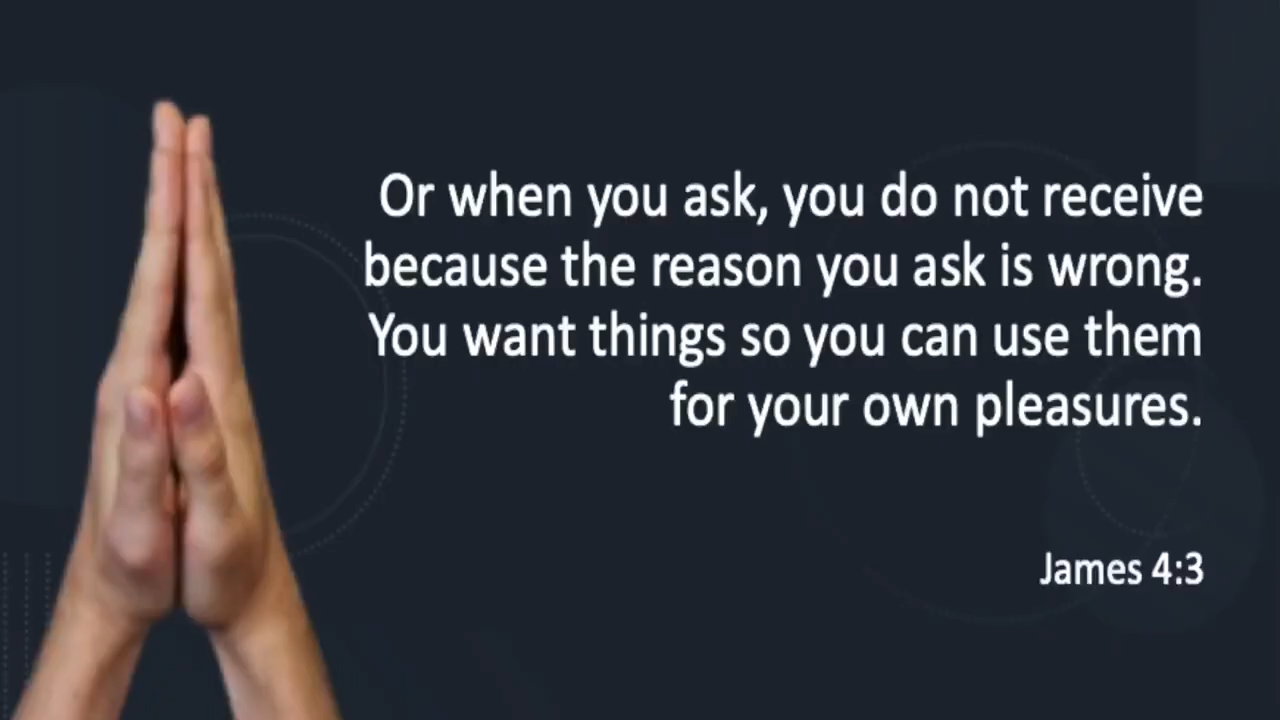 Or when you ask, you do not receive
because the reason you ask is wrong.
You want things so you can use them
for your own pleasures.
James 4:3